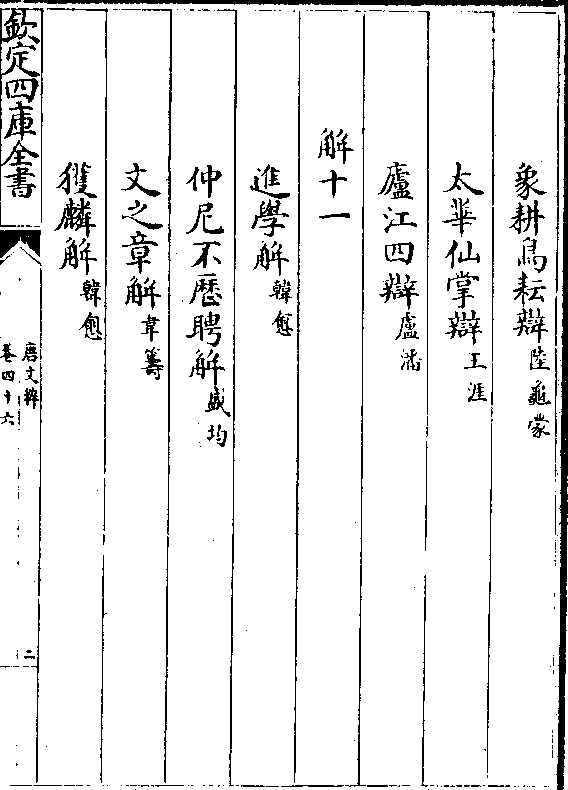 象耕鳥耘辯陸龜蒙
太華仙掌辯王涯
廬江四辯盧潘
解十一
進學解韓愈
仲尼不歷聘解盛均
文之章解韋籌
獲麟解韓愈
欽定四庫全書
唐文粹
卷四十六
二